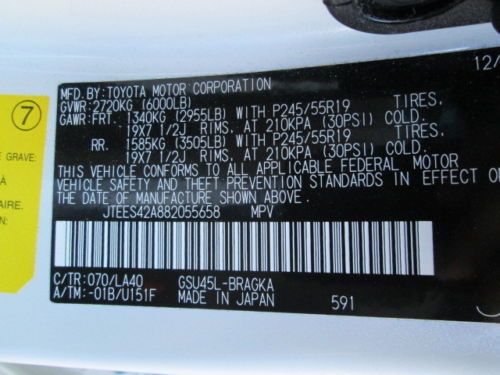 12/
MFD.BY:TOYOTA MOTOR CORPORATION
GVWR:2720KG (6000LB)
GAWR:FRT. 1340KG (2955LB) WITH P245/55R19 TIRES,
19X7 1/2J RIMS, AT 210KPA (30PSI) COLD.
RR. 1585KG (3505LB) WITH P245/55R19 TIRES,
19X7 1/2J RIMS, AT 210KPA (30PSI) COLD.
THIS VEHICLE CONFORMS TO ALL APPLICABLE FEDERAL MOTOR
VEHICLE SAFETY AND THEFT PREVENTION STANDARDS IN EFFECT ON
THE DATE OF MANUFACTURE SHOWN ABOVE.
JTEES42A882055658 MPV
C/TR:070/LA40 GSU45L-BRAGKA
A/TM:-01B/U151F MADE IN JAPAN 591
7
E GRAVE:
À
AIRE.